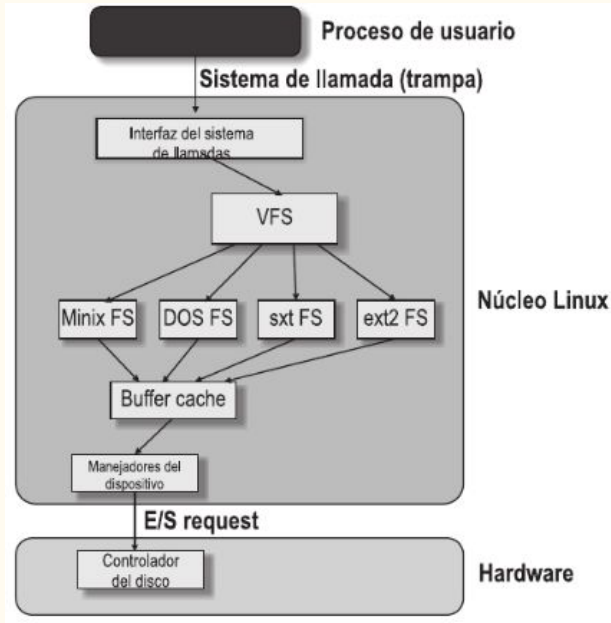 Proceso de usuario
Sistema de llamada (trampa)
Interfaz del sistema
de llamadas
VFS
Minix FS
DOS FS
sxt FS
ext2 FS
Núcleo Linux
Buffer cache
Manejadores del
dispositivo
E/S request
Controlador
del disco
Hardware